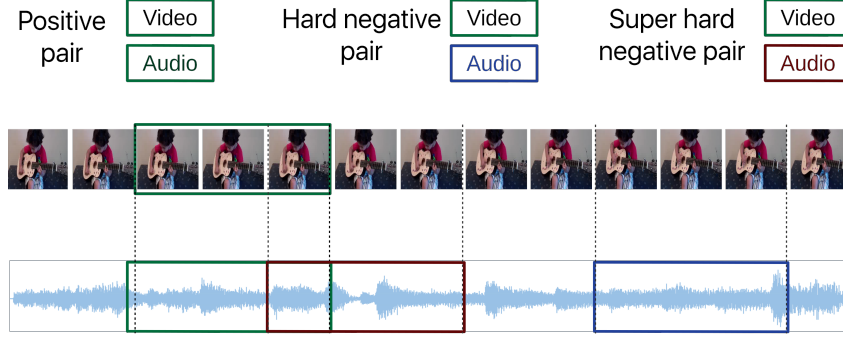 Positive
pair
Video
Audio
Hard negative
pair
Video
Audio
Super hard
negative pair
Video
Audio